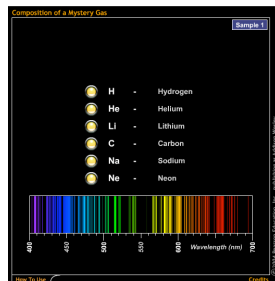 Composition of a Mystery Gas
Sample 1
H - Hydrogen
He - Helium
Li - Lithium
C - Carbon
Na - Sodium
Ne - Neon
400 450 500 550 600 650 700
Wavelength (nm)
How To Use
Credits